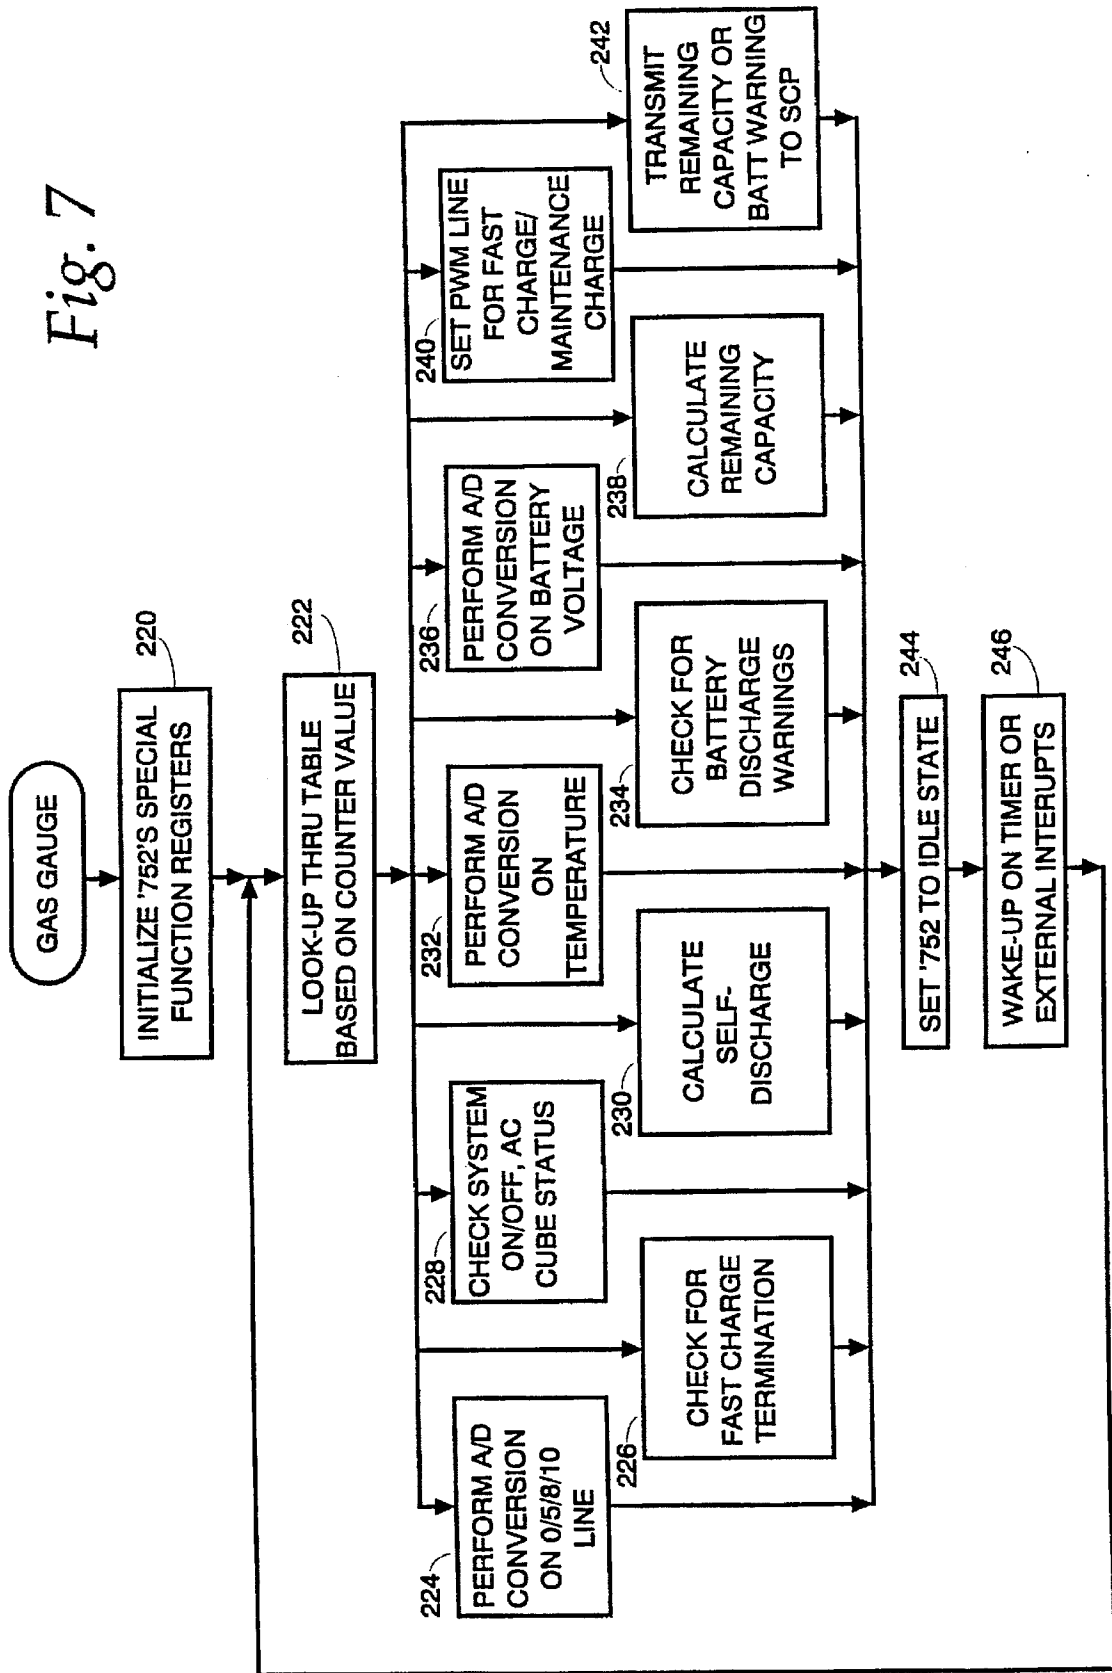 Fig. 7
GAS GAUGE
220
INITIALIZE '752'S SPECIAL
FUNCTION REGISTERS
222
LOOK-UP THRU TABLE
BASED ON COUNTER VALUE
224
PERFORM A/D
CONVERSION
ON 0/5/8/10
LINE
226
CHECK FOR
FAST CHARGE
TERMINATION
228
CHECK SYSTEM
ON/OFF, AC
CUBE STATUS
230
CALCULATE
SELF-
DISCHARGE
232
PERFORM A/D
CONVERSION
ON
TEMPERATURE
234
CHECK FOR
BATTERY
DISCHARGE
WARNINGS
236
PERFORM A/D
CONVERSION
ON BATTERY
VOLTAGE
238
CALCULATE
REMAINING
CAPACITY
240
SET PWM LINE
FOR FAST
CHARGE/
MAINTENANCE
CHARGE
242
TRANSMIT
REMAINING
CAPACITY OR
BATT WARNING
TO SCP
244
SET '752 TO IDLE STATE
246
WAKE-UP ON TIMER OR
EXTERNAL INTERUPTS